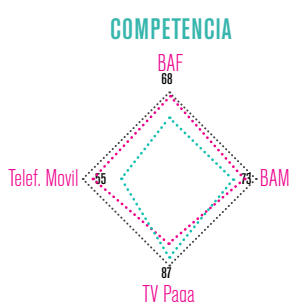 COMPETENCIA
BAF
68
Telef. Movil 55 73 BAM
87
TV Paga